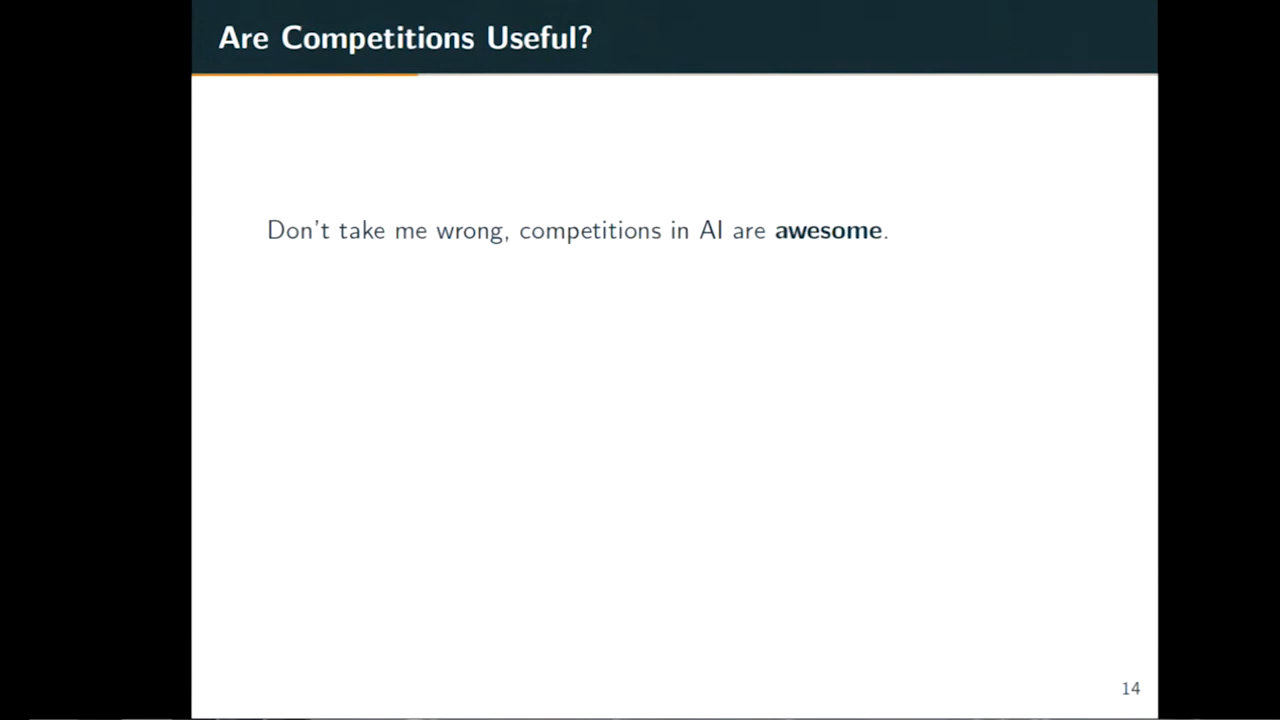 Are Competitions Useful?
Don't take me wrong, competitions in AI are awesome.
14